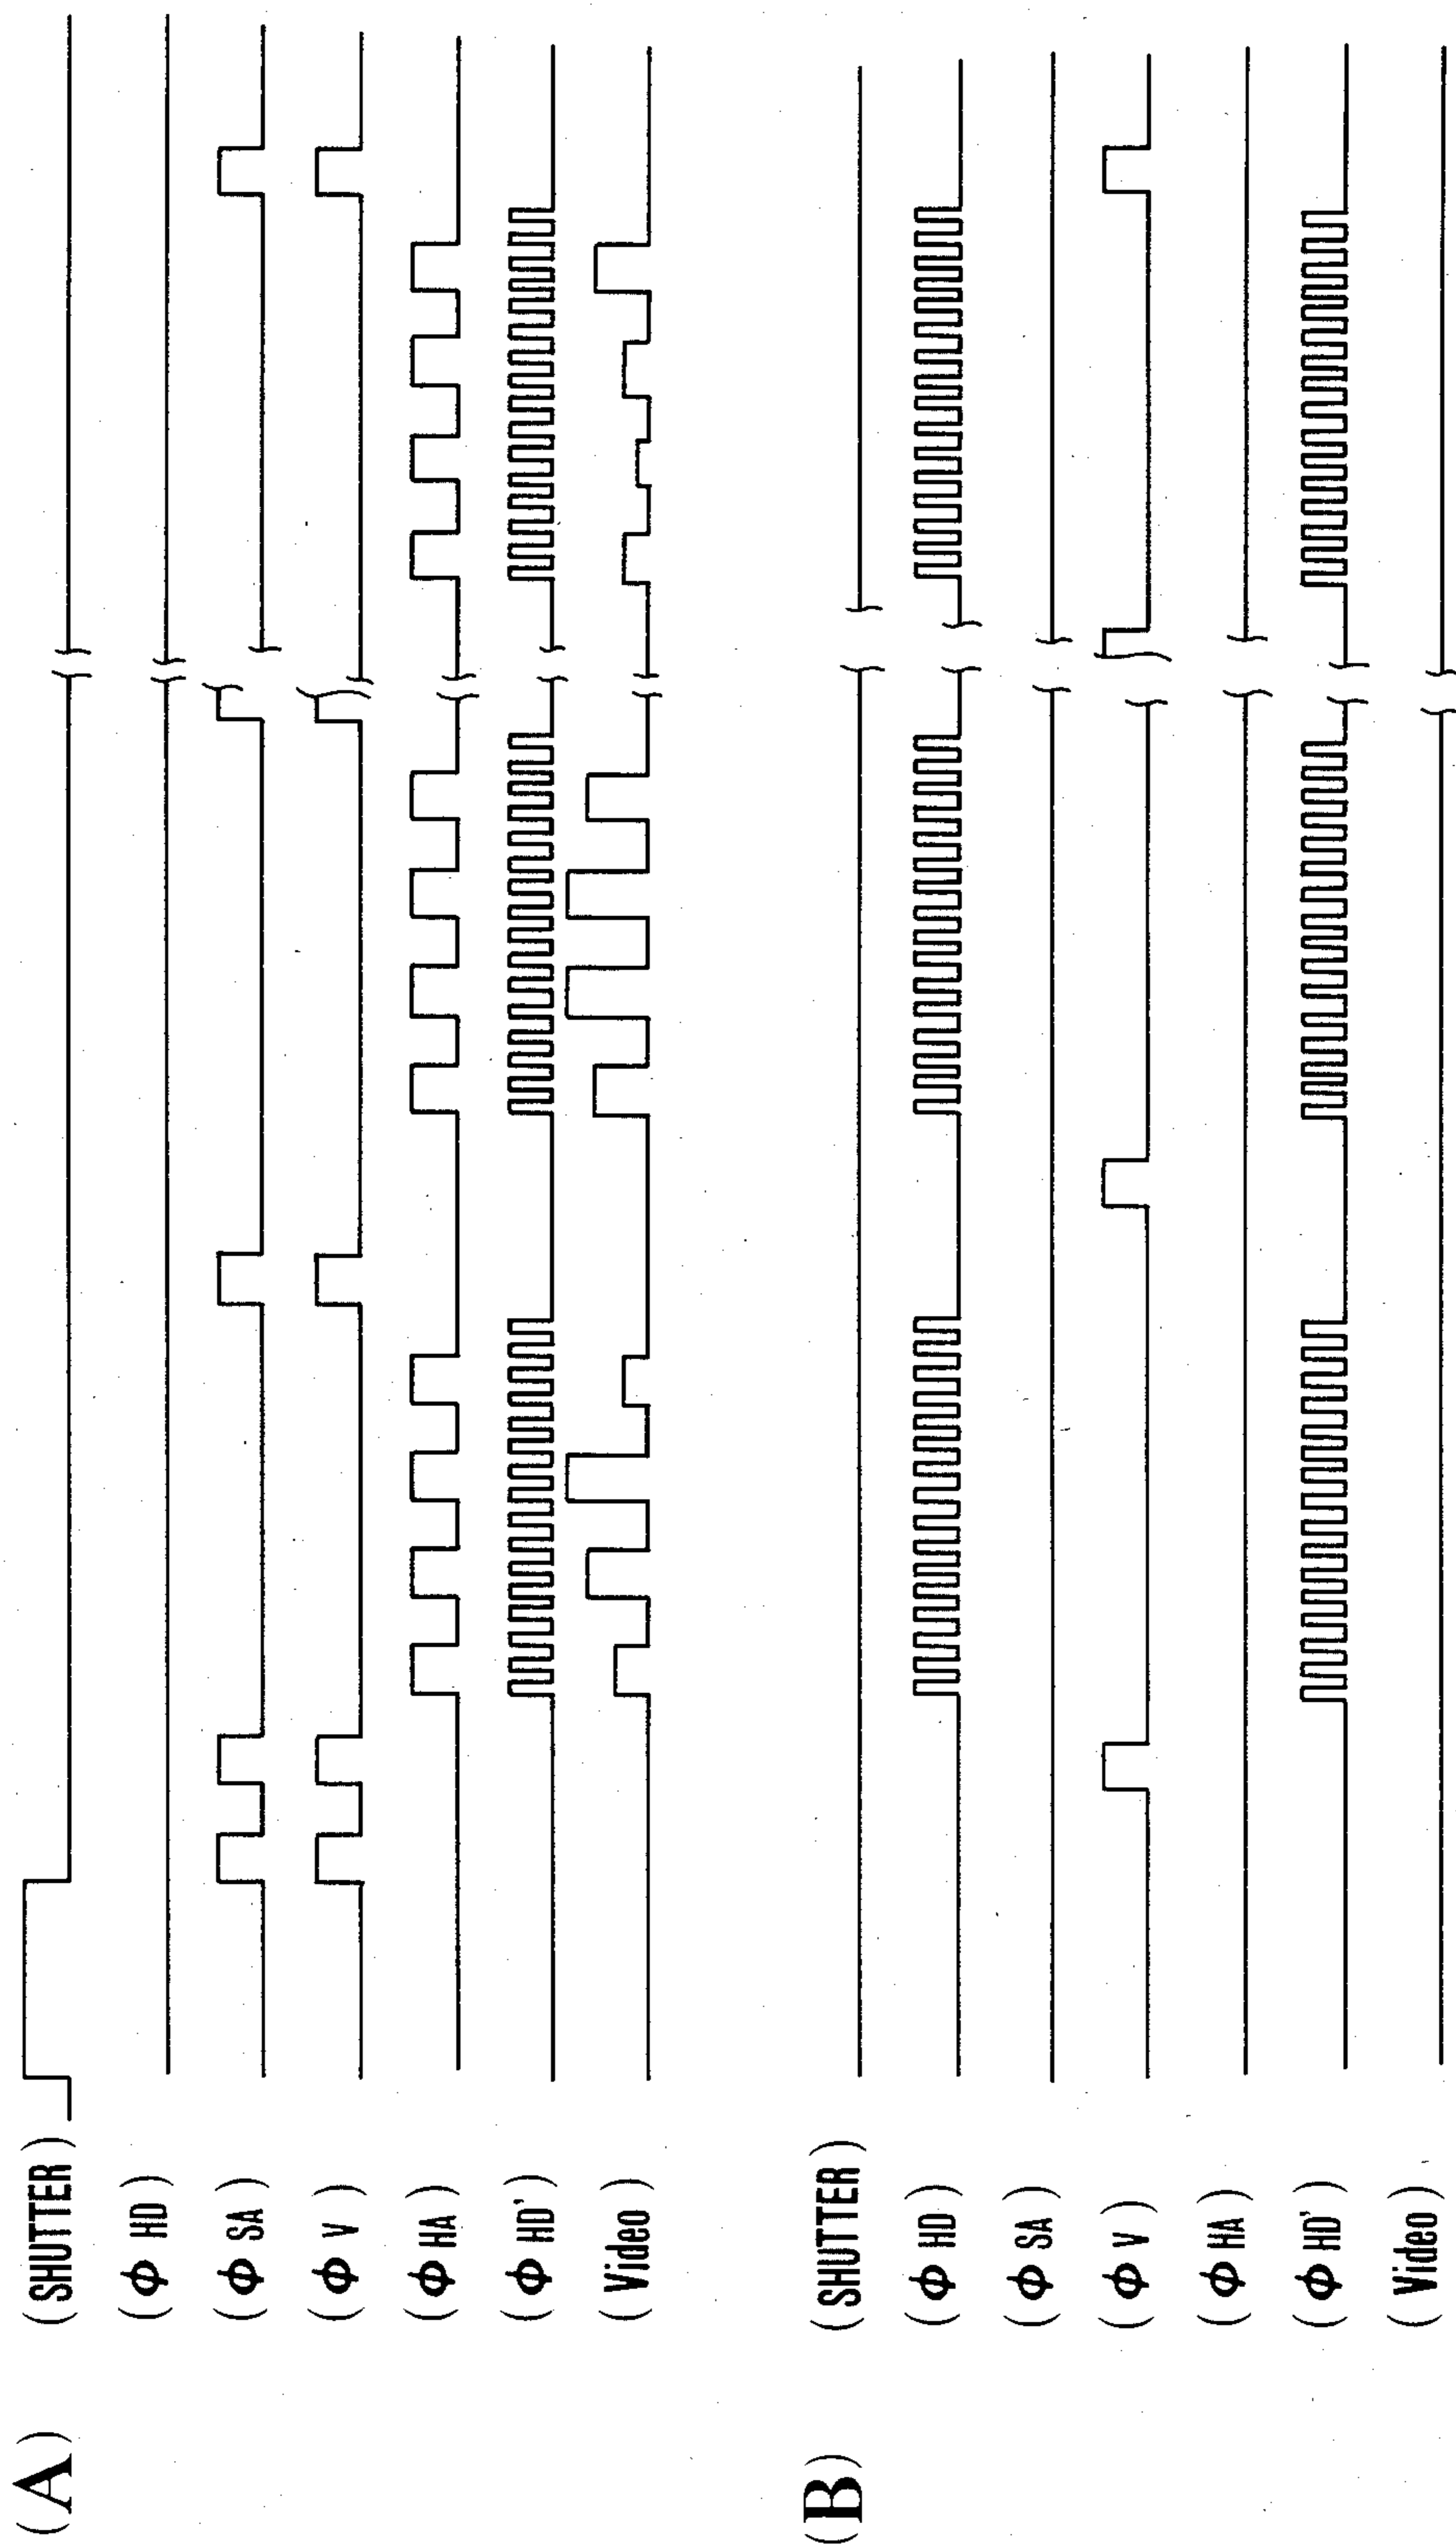 (A)
(SHUTTER)
(Φ HD)
(Φ SA)
(Φ V)
(Φ HA)
(Φ HD')
(Video)
(B)
(SHUTTER)
(Φ HD)
(Φ SA)
(Φ V)
(Φ HA)
(Φ HD')
(Video)